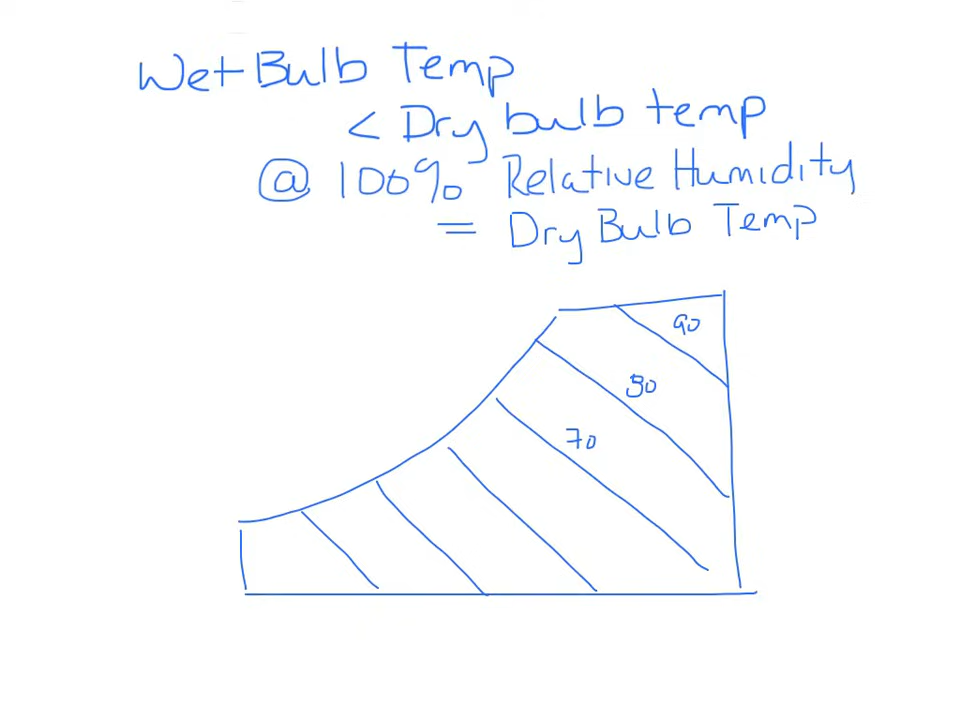 Wet Bulb Temp
< Dry bulb temp
@ 100% Relative Humidity
= Dry Bulb Temp
90
80
70